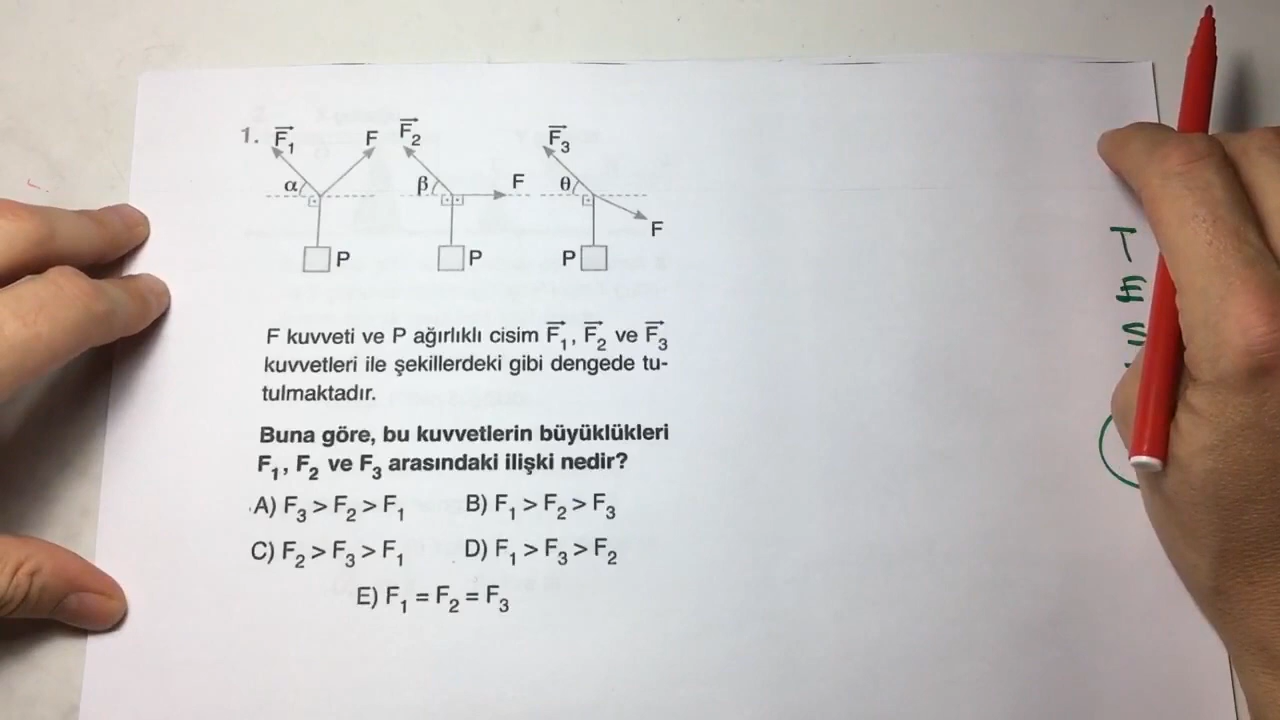 1. F₁ F F₂ F₃
α β F θ
F
P P P
F kuvveti ve P ağırlıklı cisim F₁, F₂ ve F₃
kuvvetleri ile şekillerdeki gibi dengede tu-
tulmaktadır.
Buna göre, bu kuvvetlerin büyüklükleri
F₁, F₂ ve F₃ arasındaki ilişki nedir?
A) F₃ > F₂ > F₁ B) F₁ > F₂ > F₃
C) F₂ > F₃ > F₁ D) F₁ > F₃ > F₂
E) F₁ = F₂ = F₃